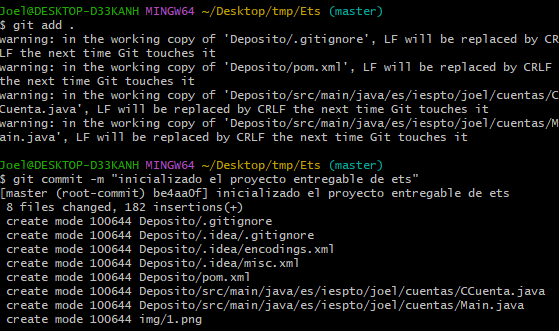 Joel@DESKTOP-D33KANH MINGW64 ~/Desktop/tmp/Ets (master)
$ git add .
warning: in the working copy of 'Deposito/.gitignore', LF will be replaced by CR
LF the next time Git touches it
warning: in the working copy of 'Deposito/pom.xml', LF will be replaced by CRLF
the next time Git touches it
warning: in the working copy of 'Deposito/src/main/java/es/iespto/joel/cuentas/C
Cuenta.java', LF will be replaced by CRLF the next time Git touches it
warning: in the working copy of 'Deposito/src/main/java/es/iespto/joel/cuentas/M
ain.java', LF will be replaced by CRLF the next time Git touches it
Joel@DESKTOP-D33KANH MINGW64 ~/Desktop/tmp/Ets (master)
$ git commit -m "inicializado el proyecto entregable de ets"
[master (root-commit) be4aa0f] inicializado el proyecto entregable de ets
 8 files changed, 182 insertions(+)
 create mode 100644 Deposito/.gitignore
 create mode 100644 Deposito/.idea/.gitignore
 create mode 100644 Deposito/.idea/encodings.xml
 create mode 100644 Deposito/.idea/misc.xml
 create mode 100644 Deposito/pom.xml
 create mode 100644 Deposito/src/main/java/es/iespto/joel/cuentas/CCuenta.java
 create mode 100644 Deposito/src/main/java/es/iespto/joel/cuentas/Main.java
 create mode 100644 img/1.png